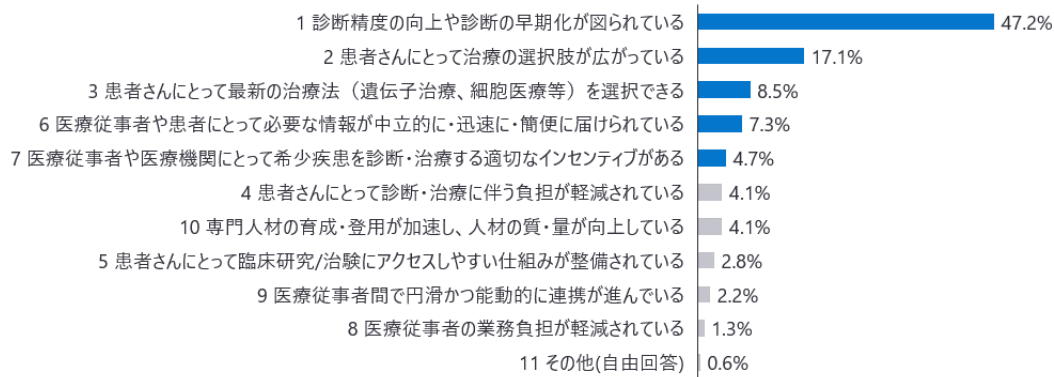 1 診断精度の向上や診断の早期化が図られている 47.2%
2 患者さんにとって治療の選択肢が広がっている 17.1%
3 患者さんにとって最新の治療法（遺伝子治療、細胞医療等）を選択できる 8.5%
6 医療従事者や患者にとって必要な情報が中立的に・迅速に・簡便に届けられている 7.3%
7 医療従事者や医療機関にとって希少疾患を診断・治療する適切なインセンティブがある 4.7%
4 患者さんにとって診断・治療に伴う負担が軽減されている 4.1%
10 専門人材の育成・登用が加速し、人材の質・量が向上している 4.1%
5 患者さんにとって臨床研究/治験にアクセスしやすい仕組みが整備されている 2.8%
9 医療従事者間で円滑かつ能動的に連携が進んでいる 2.2%
8 医療従事者の業務負担が軽減されている 1.3%
11 その他(自由回答) 0.6%